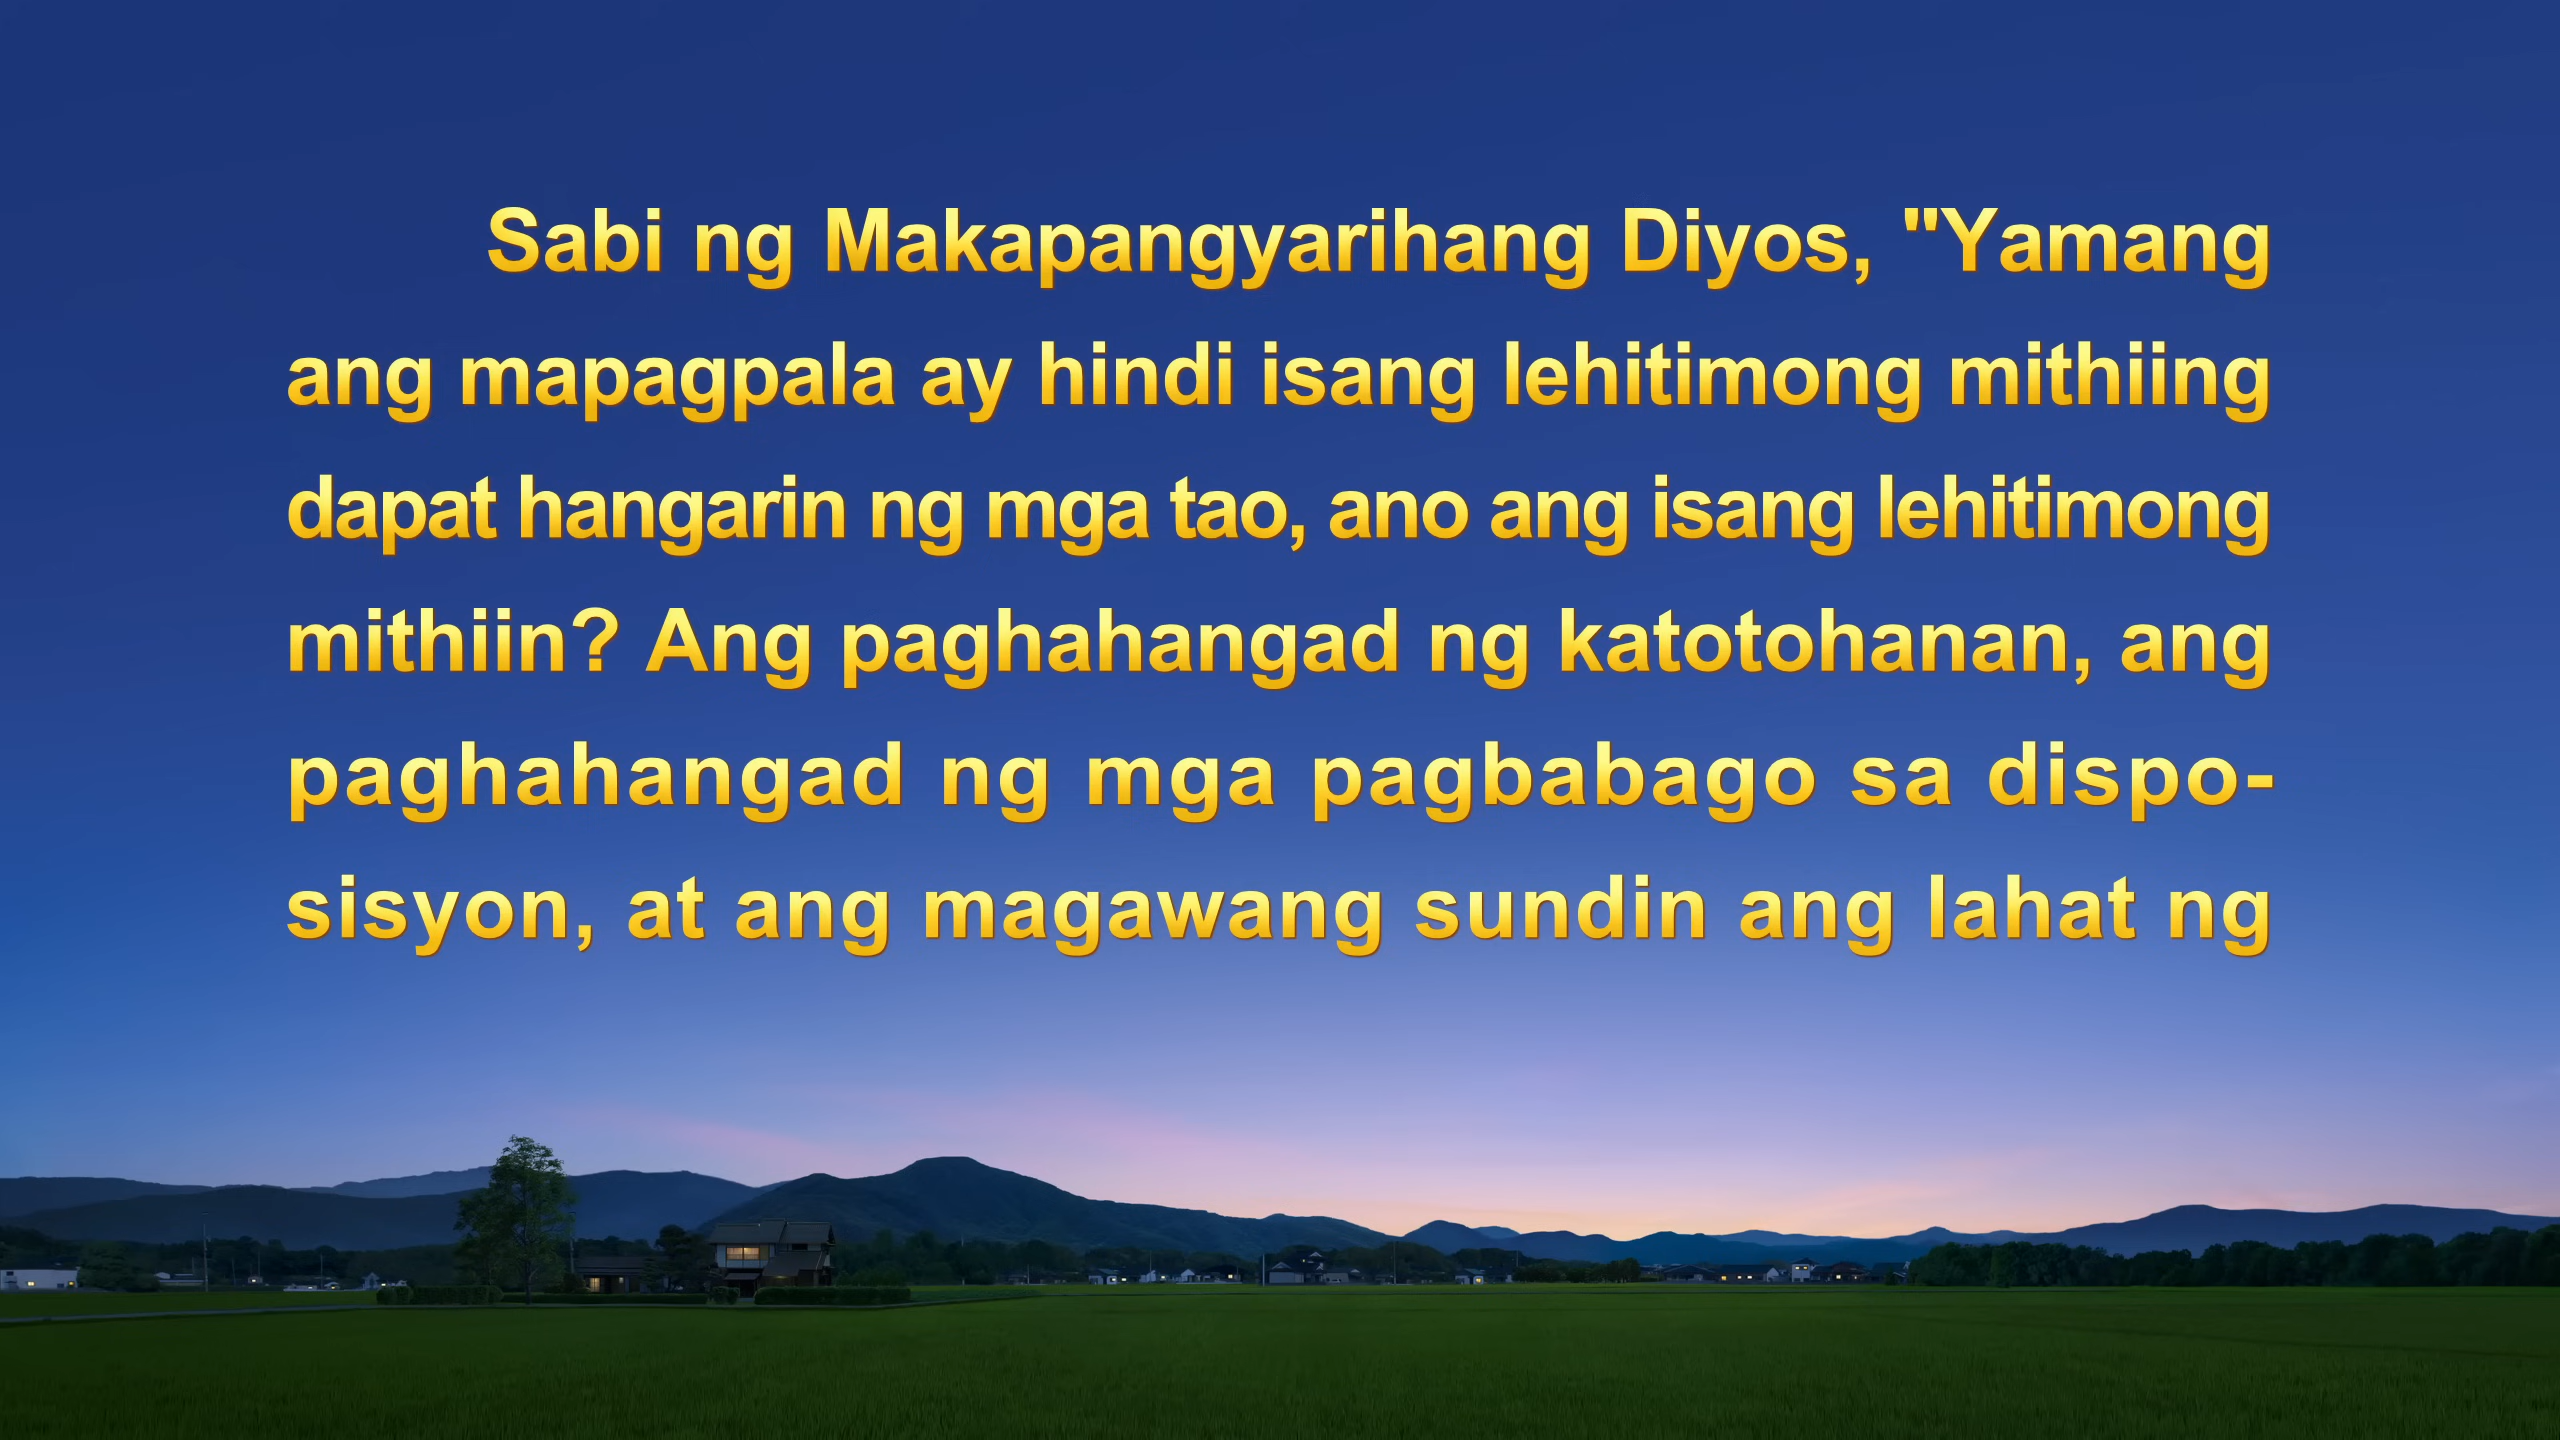 Sabi ng Makapangyarihang Diyos, "Yamang
ang mapagpala ay hindi isang lehitimong mithiing
dapat hangarin ng mga tao, ano ang isang lehitimong
mithiin? Ang paghahangad ng katotohanan, ang
paghahangad ng mga pagbabago sa dispo-
sisyon, at ang magawang sundin ang lahat ng